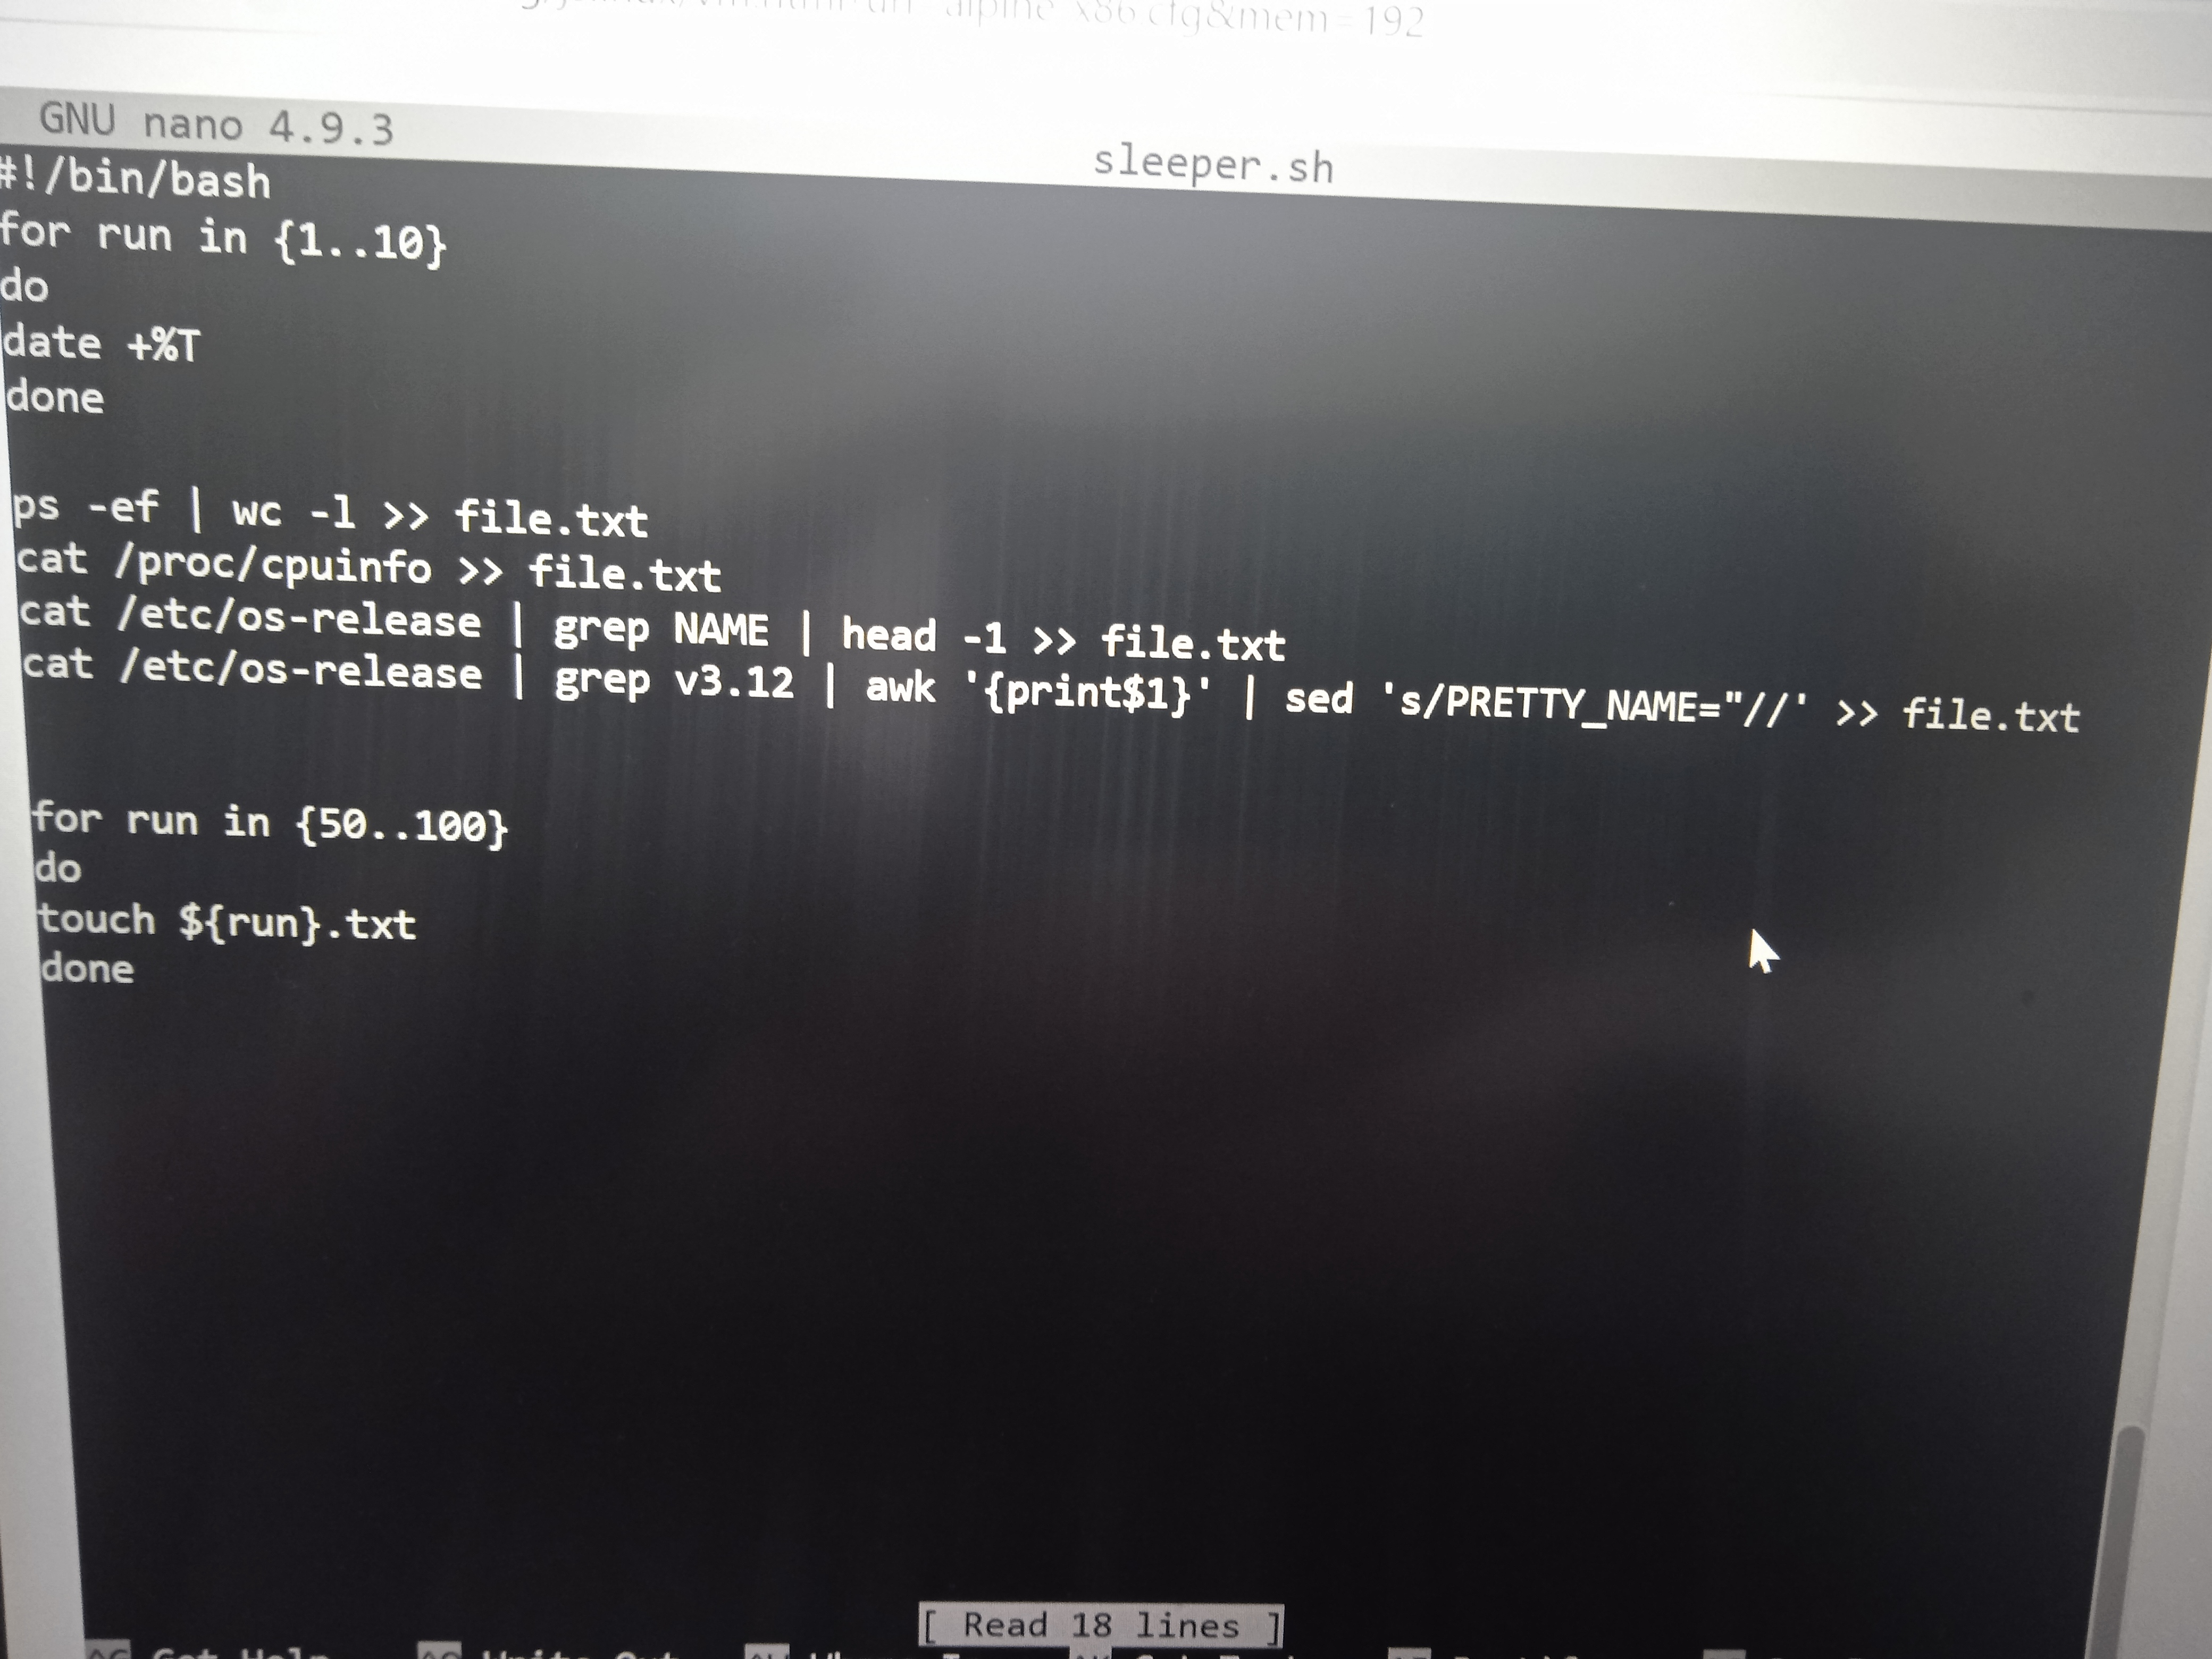 alpine x86 cfg&mem=192
GNU nano 4.9.3
sleeper.sh
#!/bin/bash
for run in {1..10}
do
date +%T
done
ps -ef | wc -l >> file.txt
cat /proc/cpuinfo >> file.txt
cat /etc/os-release | grep NAME | head -1 >> file.txt
cat /etc/os-release | grep v3.12 | awk '{print$1}' | sed 's/PRETTY_NAME="//' >> file.txt
for run in {50..100}
do
touch ${run}.txt
done
[ Read 18 lines ]
Get Help